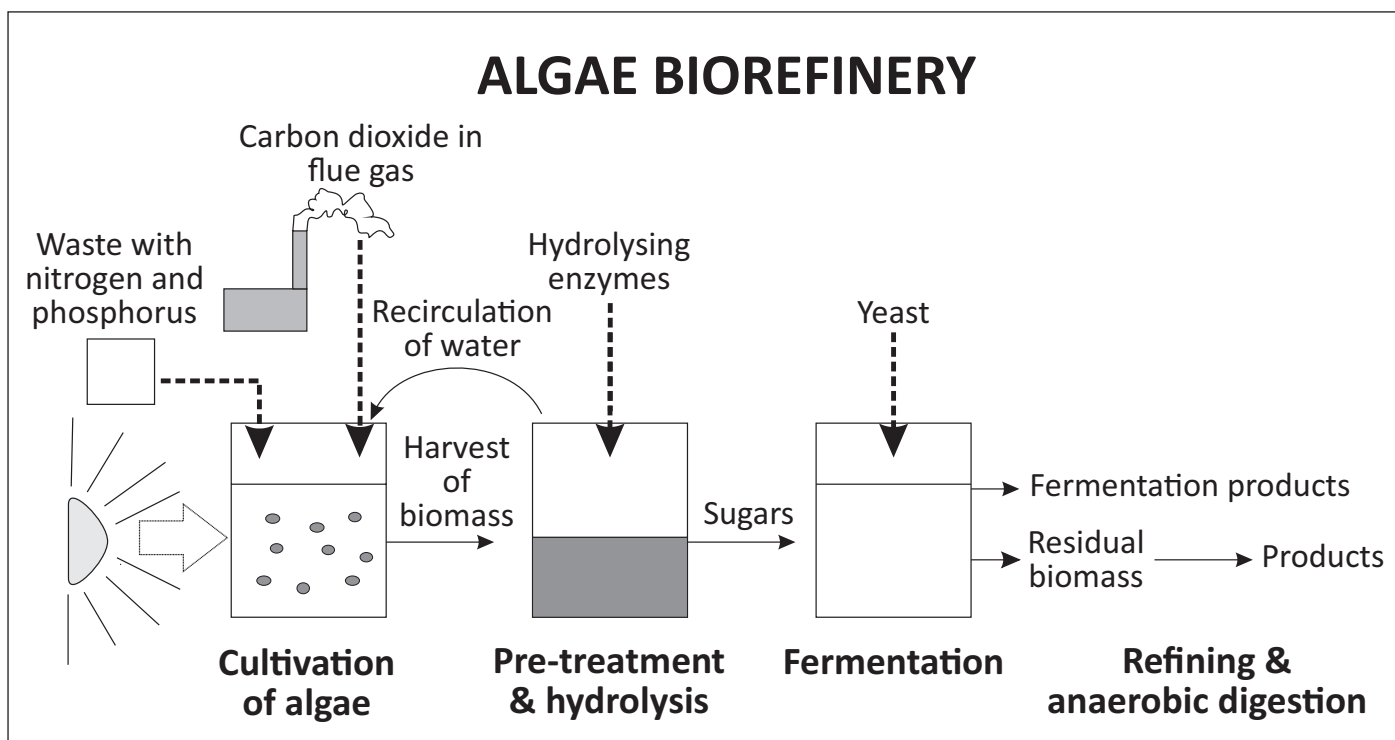 ALGAE BIOREFINERY
Carbon dioxide in
flue gas
Waste with
nitrogen and
phosphorus
Hydrolysing
enzymes
Recirculation
of water
Yeast
Harvest
of
biomass
Sugars
Fermentation products
Residual
biomass
Products
Cultivation
of algae
Pre-treatment
& hydrolysis
Fermentation
Refining &
anaerobic digestion